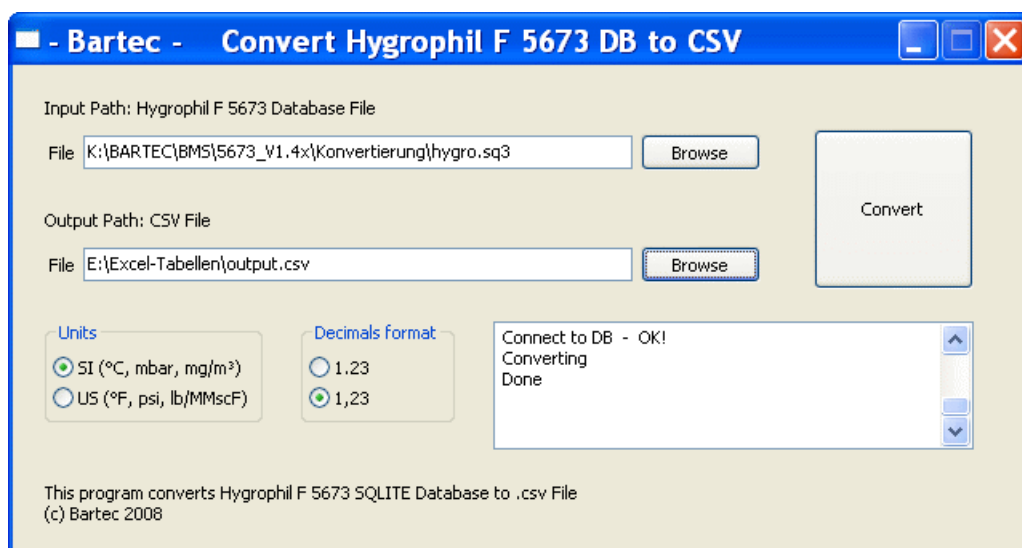 - Bartec -    Convert Hygrophil F 5673 DB to CSV
Input Path: Hygrophil F 5673 Database File
File K:\BARTEC\BMS\5673_V1.4x\Konvertierung\hygro.sq3 Browse
Convert
Output Path: CSV File
File E:\Excel-Tabellen\output.csv Browse
Units
SI (°C, mbar, mg/m³)
US (°F, psi, lb/MMscF)
Decimals format
1.23
1,23
Connect to DB  -  OK!
Converting
Done
This program converts Hygrophil F 5673 SQLITE Database to .csv File
(c) Bartec 2008